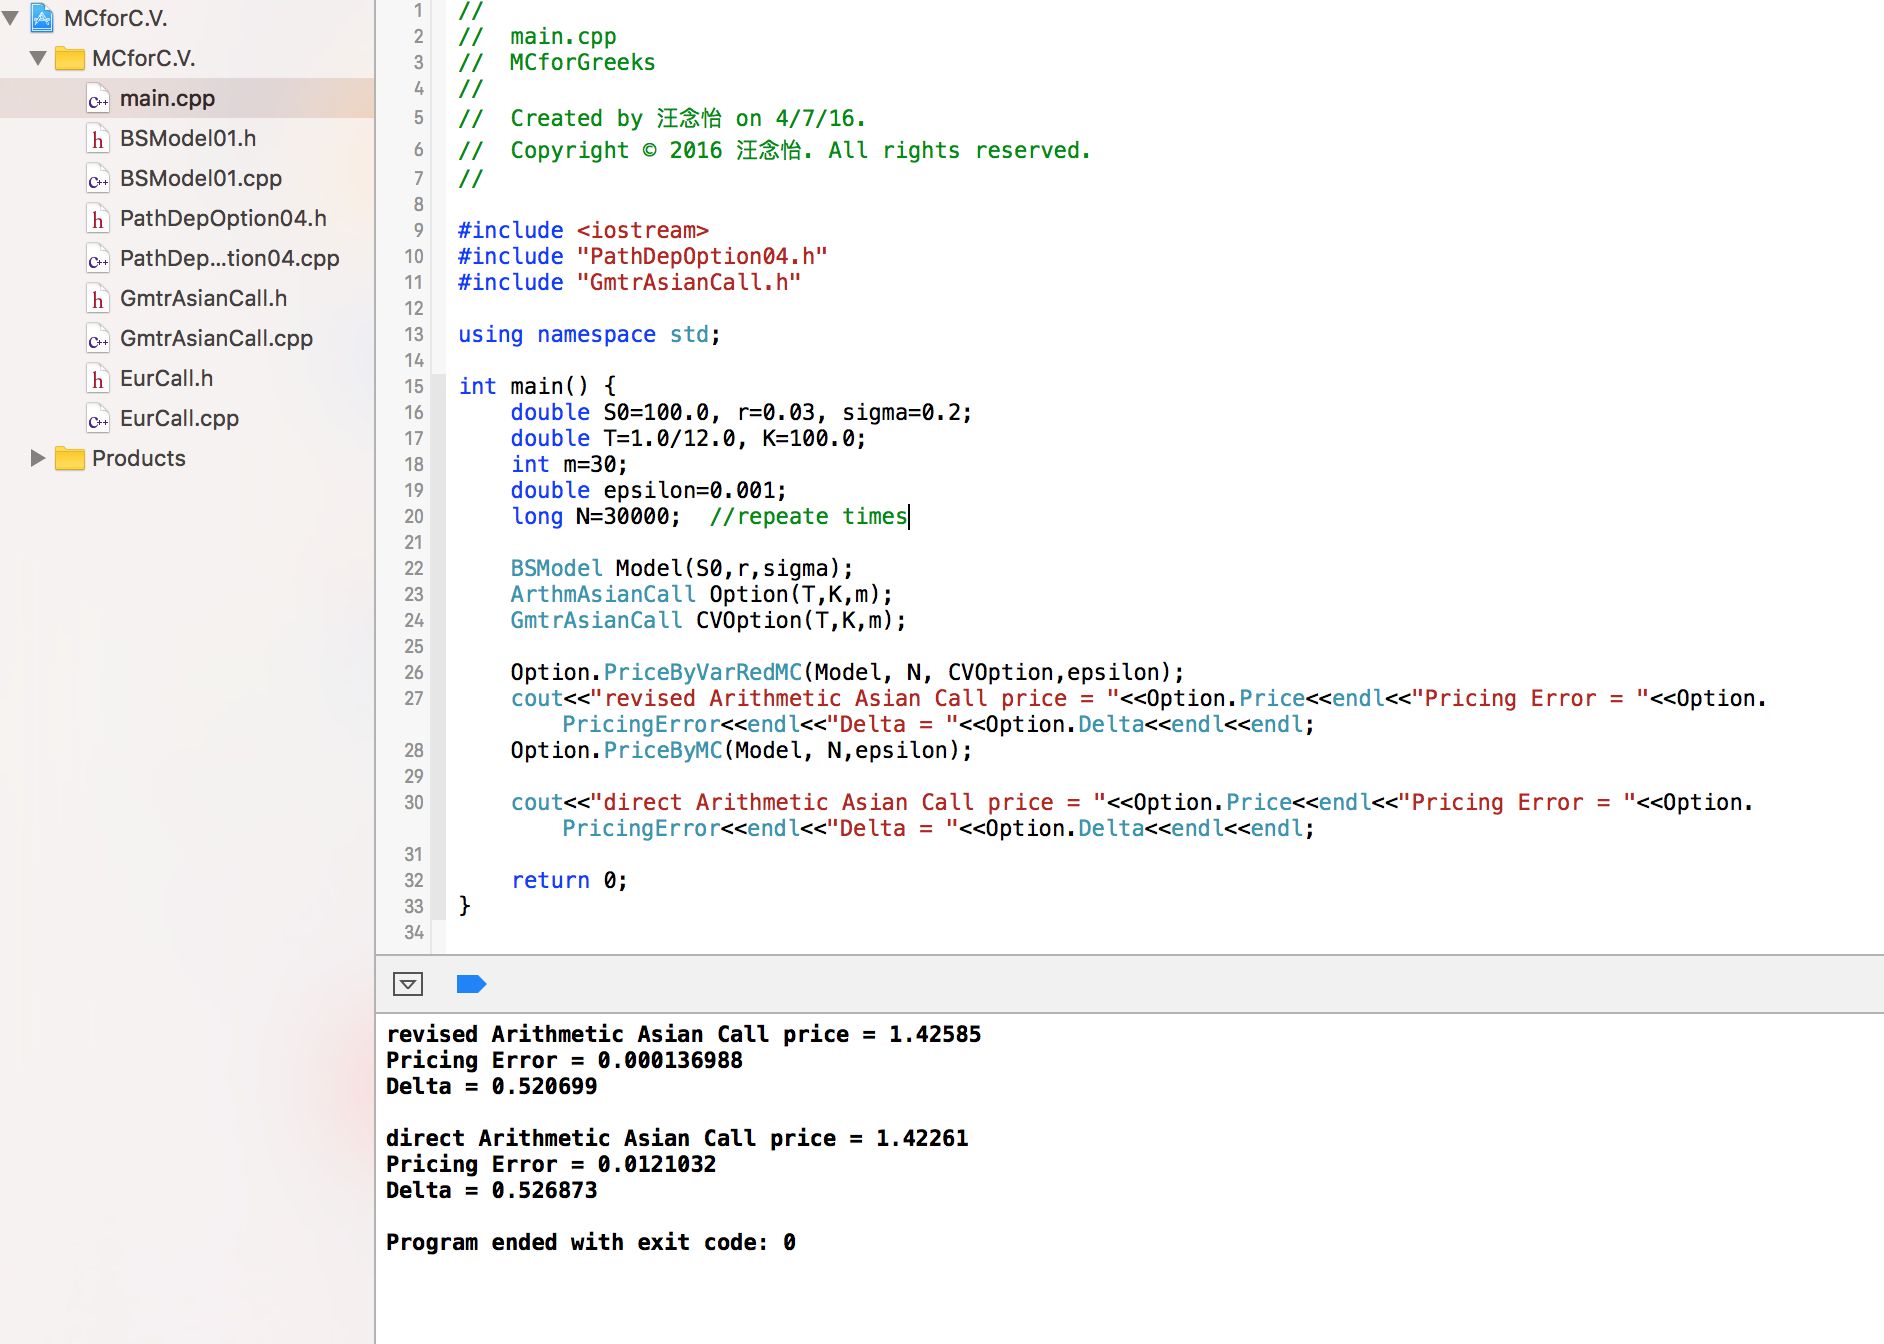 MCforC.V.
MCforC.V.
main.cpp
BSModel01.h
BSModel01.cpp
PathDepOption04.h
PathDep...tion04.cpp
GmtrAsianCall.h
GmtrAsianCall.cpp
EurCall.h
EurCall.cpp
Products
1 //
2 //  main.cpp
3 //  MCforGreeks
4 //
5 //  Created by 汪念怡 on 4/7/16.
6 //  Copyright © 2016 汪念怡. All rights reserved.
7 //
8
9 #include <iostream>
10 #include "PathDepOption04.h"
11 #include "GmtrAsianCall.h"
12
13 using namespace std;
14
15 int main() {
16     double S0=100.0, r=0.03, sigma=0.2;
17     double T=1.0/12.0, K=100.0;
18     int m=30;
19     double epsilon=0.001;
20     long N=30000;  //repeate times
21
22     BSModel Model(S0,r,sigma);
23     ArthmAsianCall Option(T,K,m);
24     GmtrAsianCall CVOption(T,K,m);
25
26     Option.PriceByVarRedMC(Model, N, CVOption,epsilon);
27     cout<<"revised Arithmetic Asian Call price = "<<Option.Price<<endl<<"Pricing Error = "<<Option.
PricingError<<endl<<"Delta = "<<Option.Delta<<endl<<endl;
28     Option.PriceByMC(Model, N,epsilon);
29
30     cout<<"direct Arithmetic Asian Call price = "<<Option.Price<<endl<<"Pricing Error = "<<Option.
PricingError<<endl<<"Delta = "<<Option.Delta<<endl<<endl;
31
32     return 0;
33 }
34
revised Arithmetic Asian Call price = 1.42585
Pricing Error = 0.000136988
Delta = 0.520699
direct Arithmetic Asian Call price = 1.42261
Pricing Error = 0.0121032
Delta = 0.526873
Program ended with exit code: 0